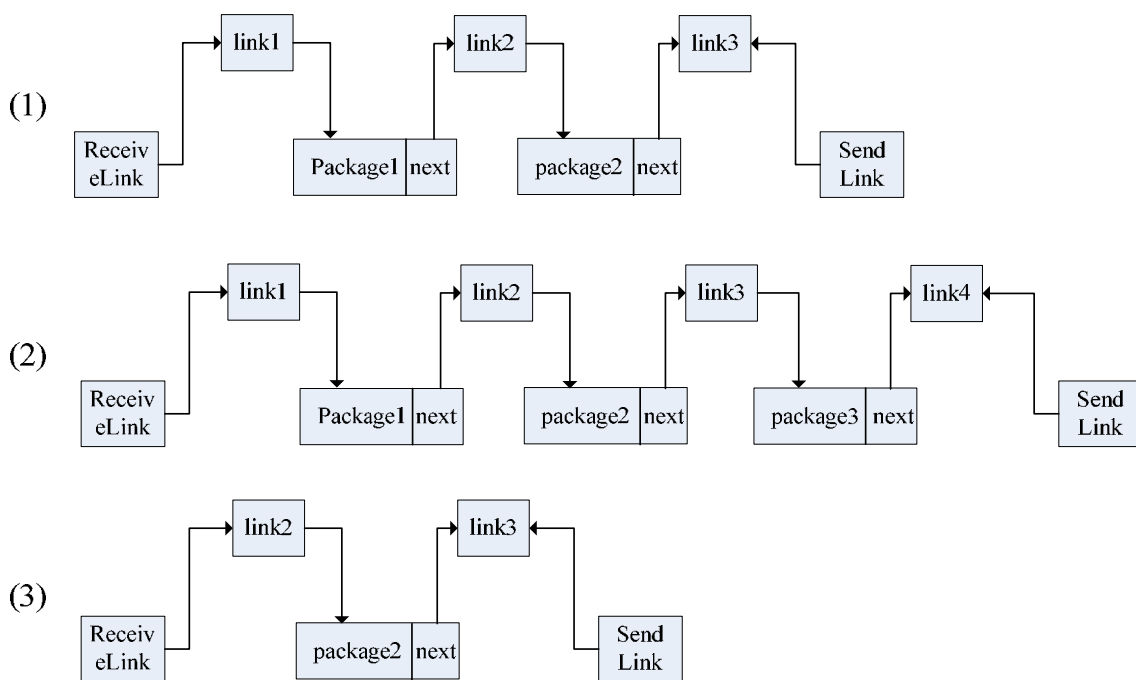 link1
link2
link3
(1)
Receiv
eLink
Package1
next
package2
next
Send
Link
link1
link2
link3
link4
(2)
Receiv
eLink
Package1
next
package2
next
package3
next
Send
Link
link2
link3
(3)
Receiv
eLink
package2
next
Send
Link